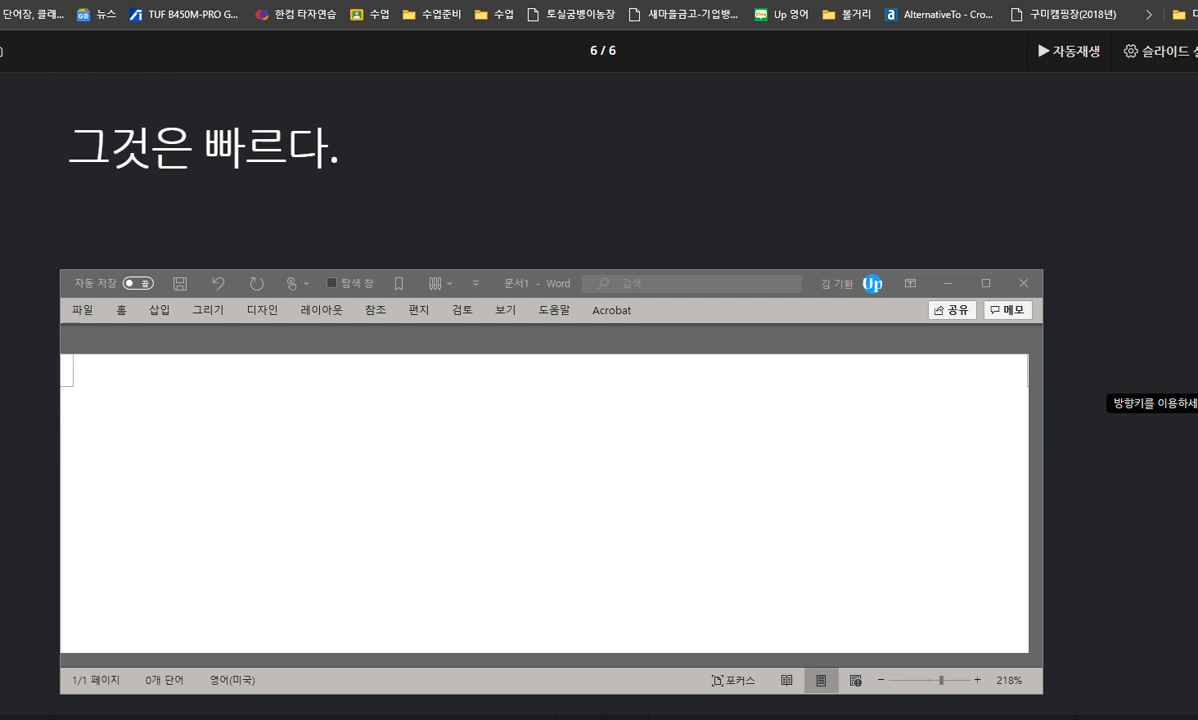 단어장, 클래... 뉴스 TUF B450M-PRO G... 한컴 타자연습 수업 수업준비 수업 토실굼벵이농장 새마을금고-기업뱅... Up 영어 볼거리 AlternativeTo - Cro... 구미캠핑장(2018년)
6 / 6 자동재생 슬라이드
그것은 빠르다.
자동 저장 끔 탐색 창 문서1 - Word 검색 김 기환 Up
파일 홈 삽입 그리기 디자인 레이아웃 참조 편지 검토 보기 도움말 Acrobat 공유 메모
방향키를 이용하세
1/1 페이지 0개 단어 영어(미국) 포커스 218%